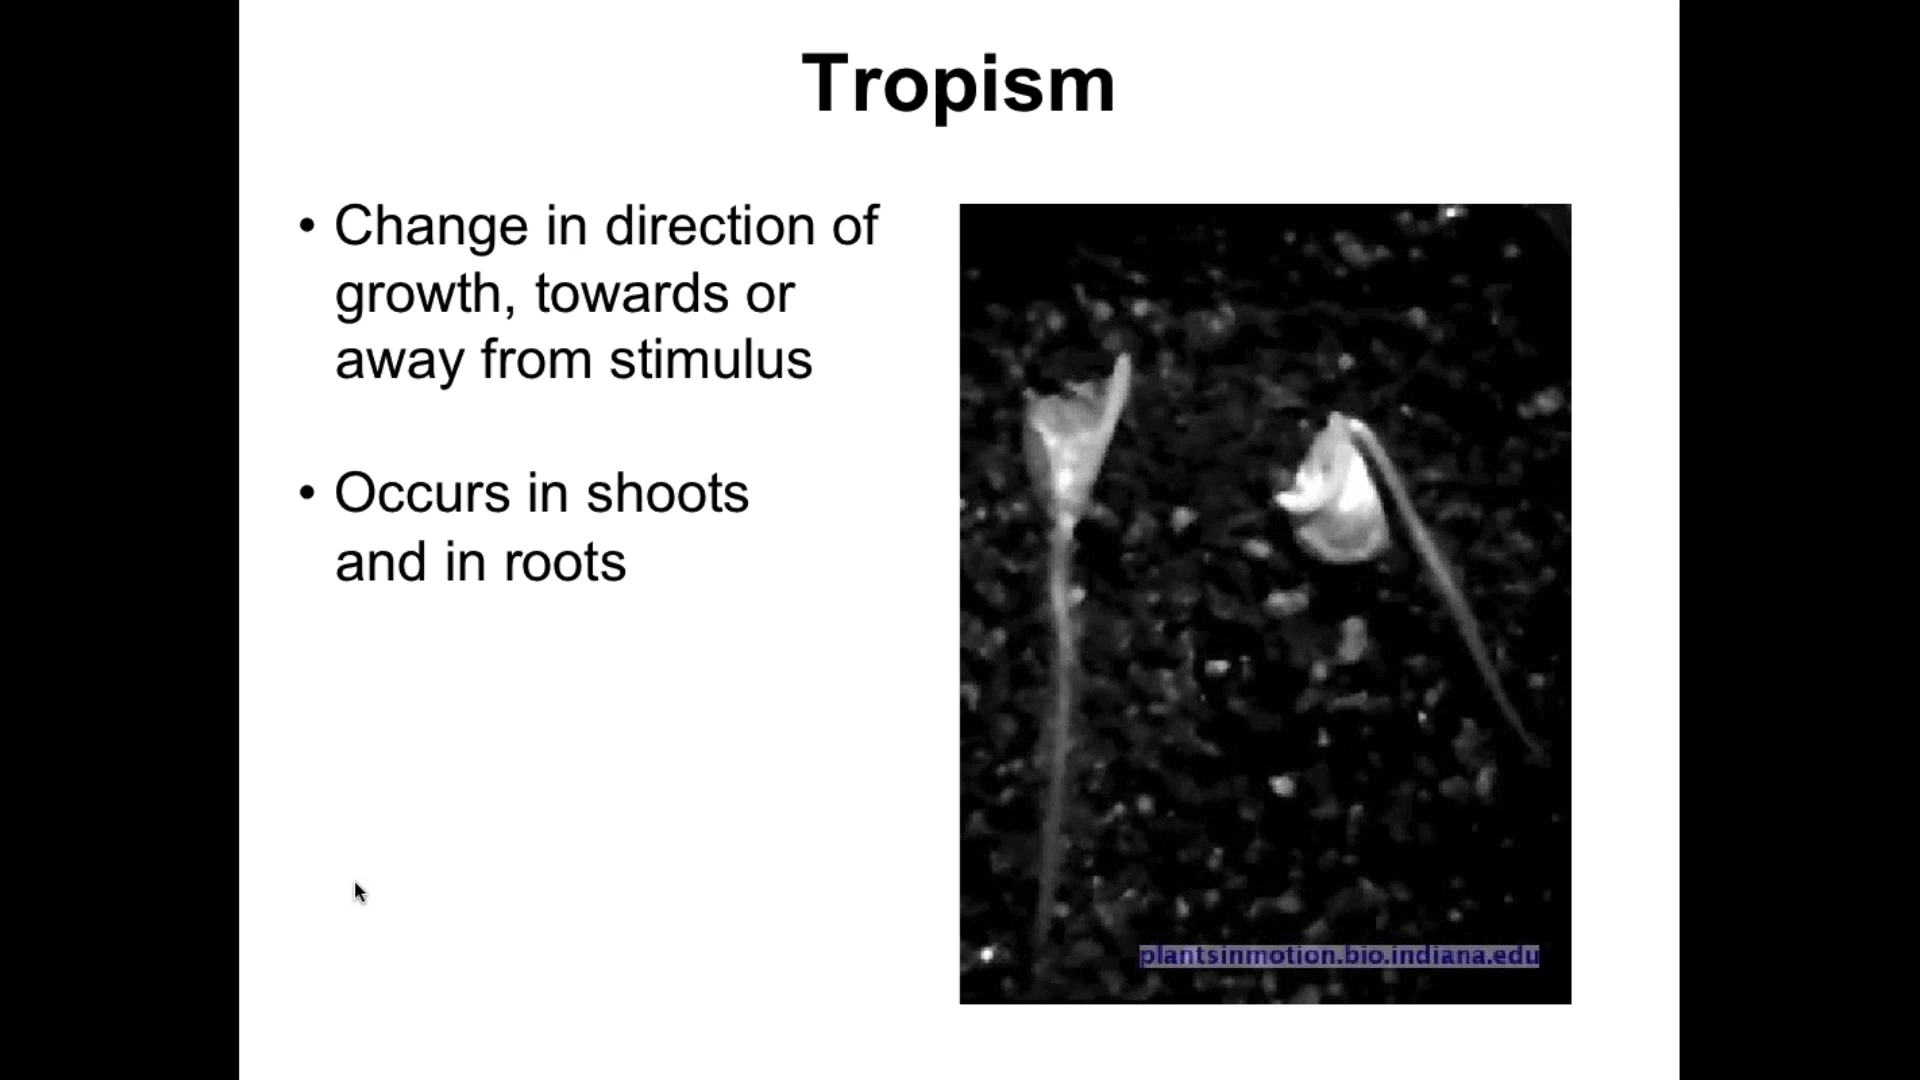 Tropism
• Change in direction of
growth, towards or
away from stimulus
• Occurs in shoots
and in roots
plantsinmotion.bio.indiana.edu